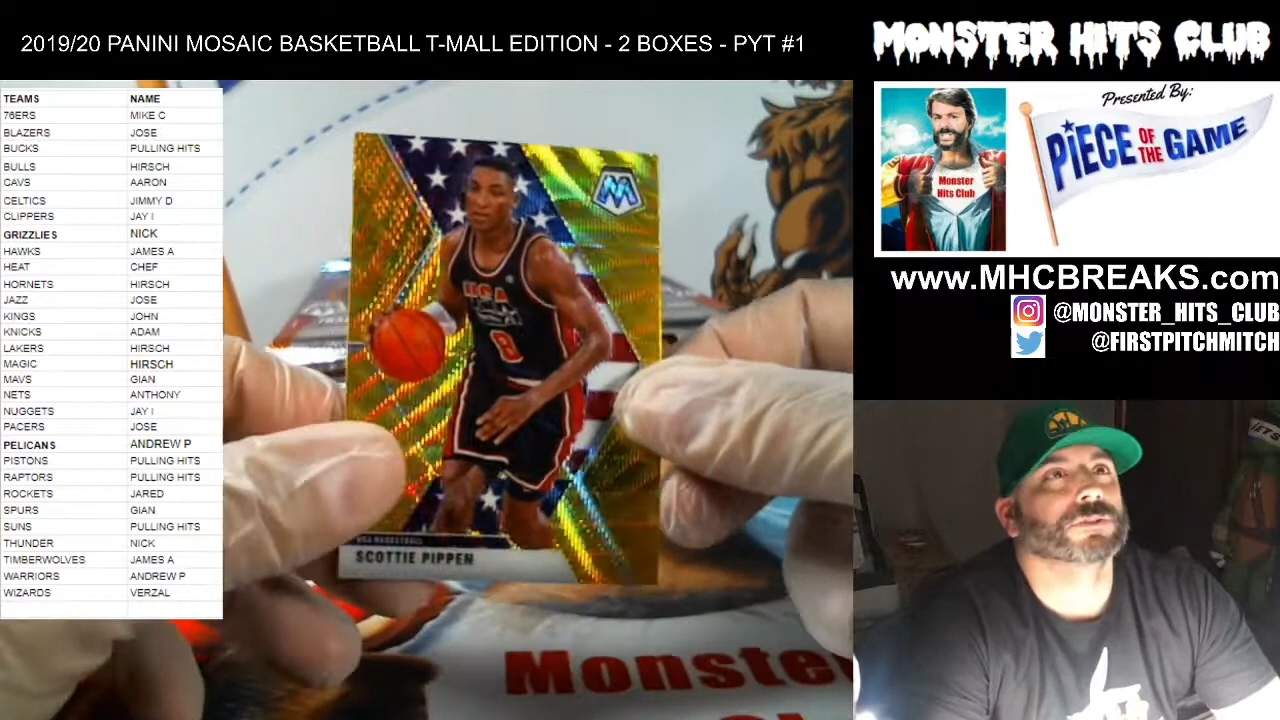 2019/20 PANINI MOSAIC BASKETBALL T-MALL EDITION - 2 BOXES - PYT #1
MONSTER HITS CLUB
TEAMS NAME
76ERS MIKE C
BLAZERS JOSE
BUCKS PULLING HITS
BULLS HIRSCH
CAVS AARON
CELTICS JIMMY D
CLIPPERS JAY I
GRIZZLIES NICK
HAWKS JAMES A
HEAT CHEF
HORNETS HIRSCH
JAZZ JOSE
KINGS JOHN
KNICKS ADAM
LAKERS HIRSCH
MAGIC HIRSCH
MAVS GIAN
NETS ANTHONY
NUGGETS JAY I
PACERS JOSE
PELICANS ANDREW P
PISTONS PULLING HITS
RAPTORS PULLING HITS
ROCKETS JARED
SPURS GIAN
SUNS PULLING HITS
THUNDER NICK
TIMBERWOLVES JAMES A
WARRIORS ANDREW P
WIZARDS VERZAL
M
USA
8
USA BASKETBALL
SCOTTIE PIPPEN
Monster
Monster
Hits Club
Presented By:
PIECE OF THE GAME
www.MHCBREAKS.com
@MONSTER_HITS_CLUB
@FIRSTPITCHMITCH